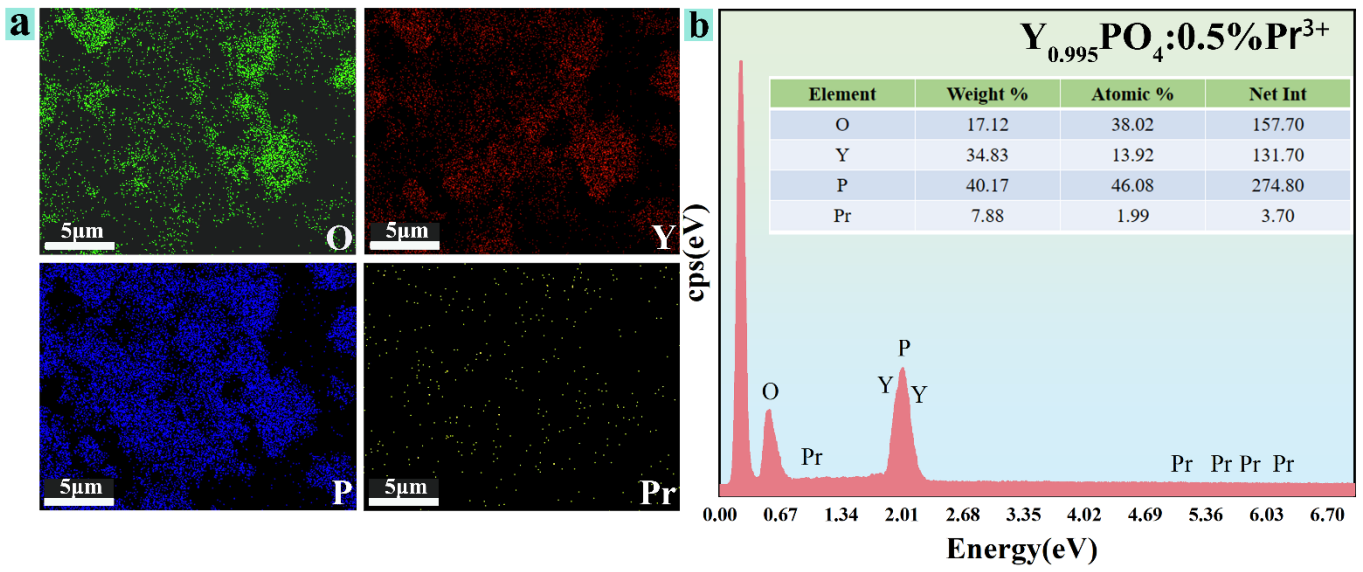 a
5μm
O
5μm
Y
5μm
P
5μm
Pr
b
Y0.995PO4:0.5%Pr3+
Element Weight % Atomic % Net Int
O 17.12 38.02 157.70
Y 34.83 13.92 131.70
P 40.17 46.08 274.80
Pr 7.88 1.99 3.70
cps(eV)
P
Y Y
O
Pr
Pr Pr Pr Pr
0.00 0.67 1.34 2.01 2.68 3.35 4.02 4.69 5.36 6.03 6.70
Energy(eV)